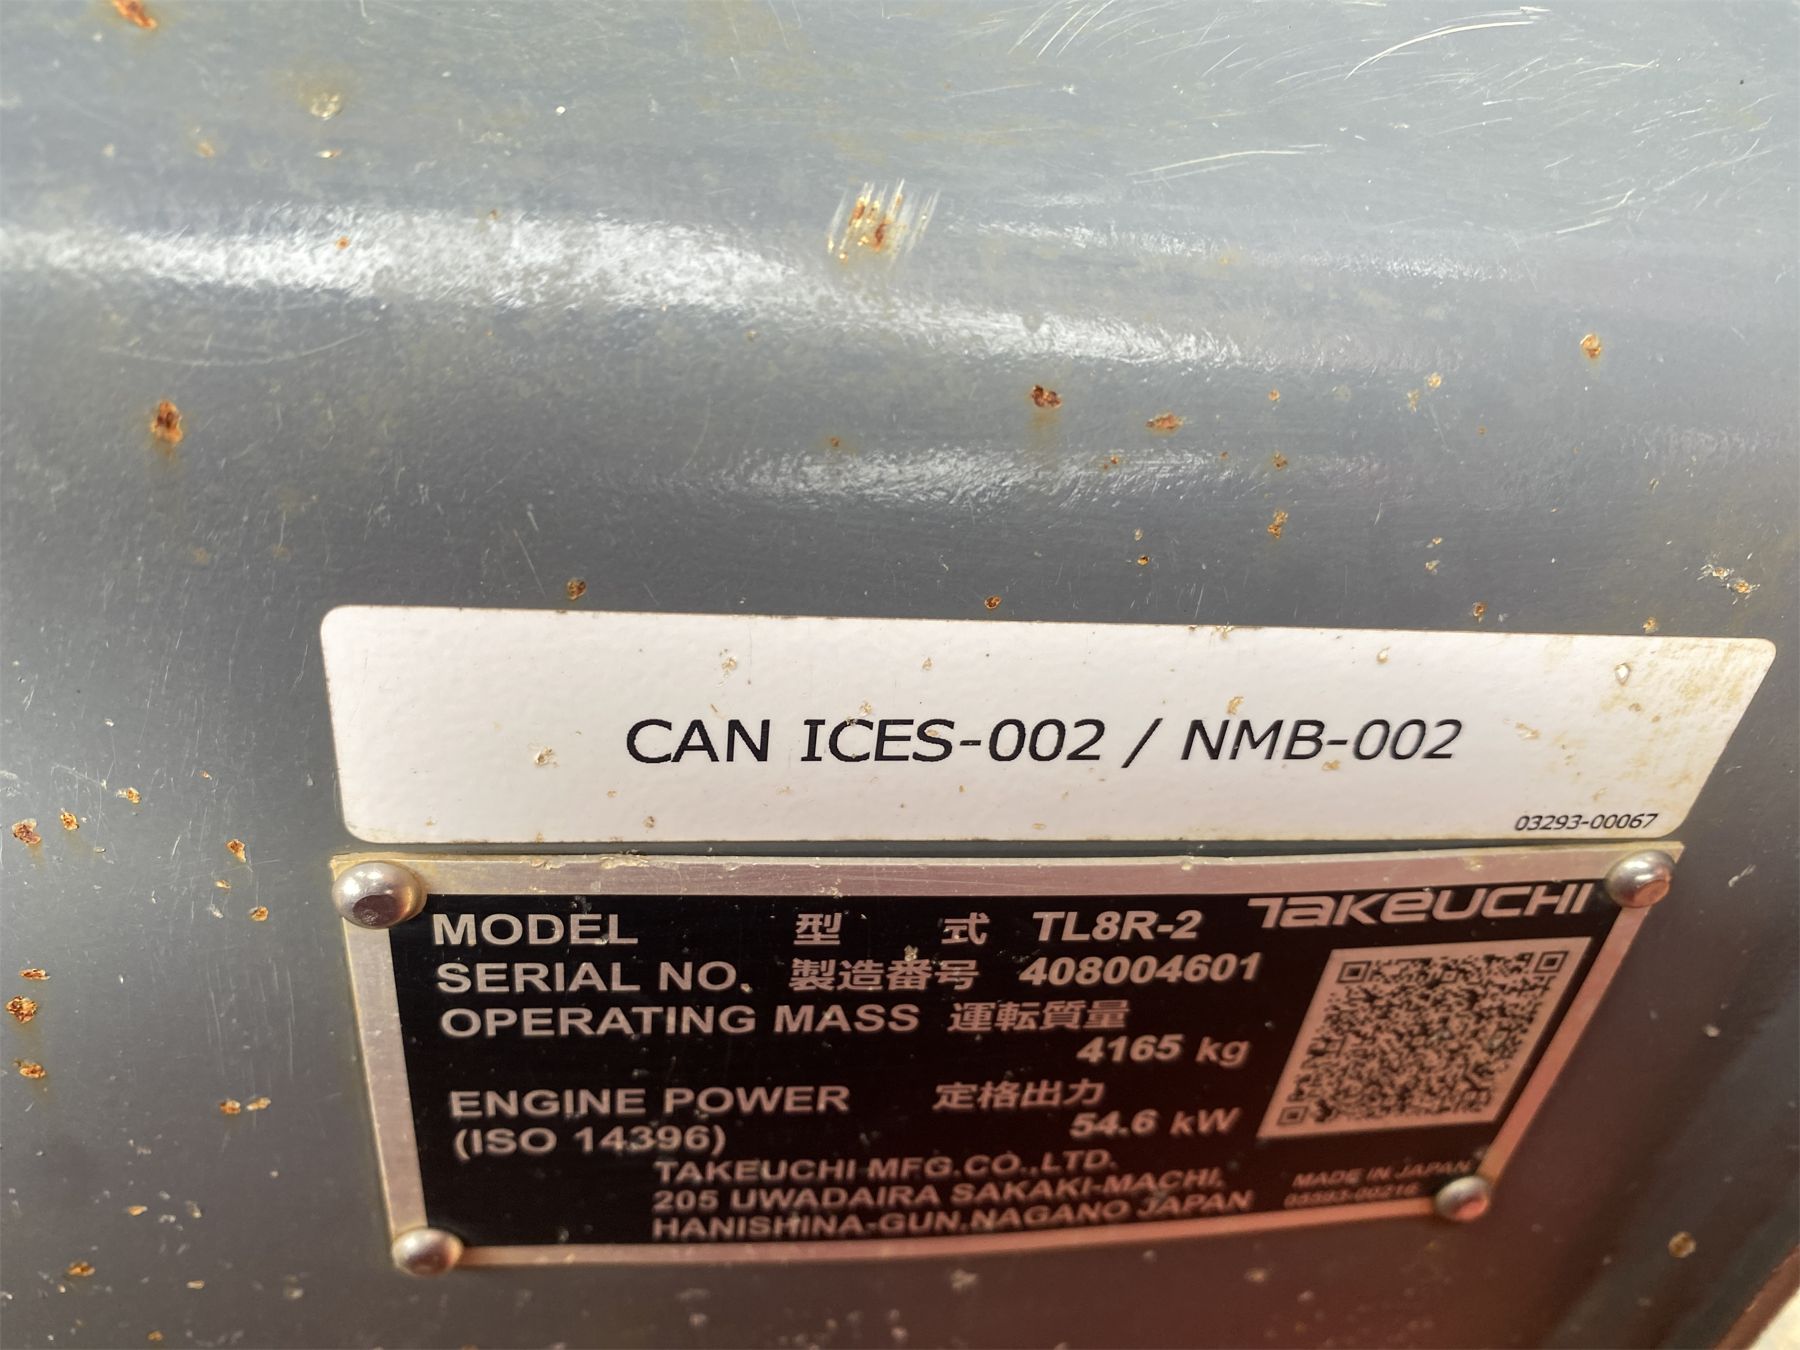 CAN ICES-002 / NMB-002
03293-00067
MODEL 型 式 TL8R-2 TAKEUCHI
SERIAL NO. 製造番号 408004601
OPERATING MASS 運転質量
4165 kg
ENGINE POWER 定格出力
(ISO 14396) 54.6 kW
TAKEUCHI MFG.CO.,LTD.
205 UWADAIRA SAKAKI-MACHI,
HANISHINA-GUN,NAGANO JAPAN
MADE IN JAPAN